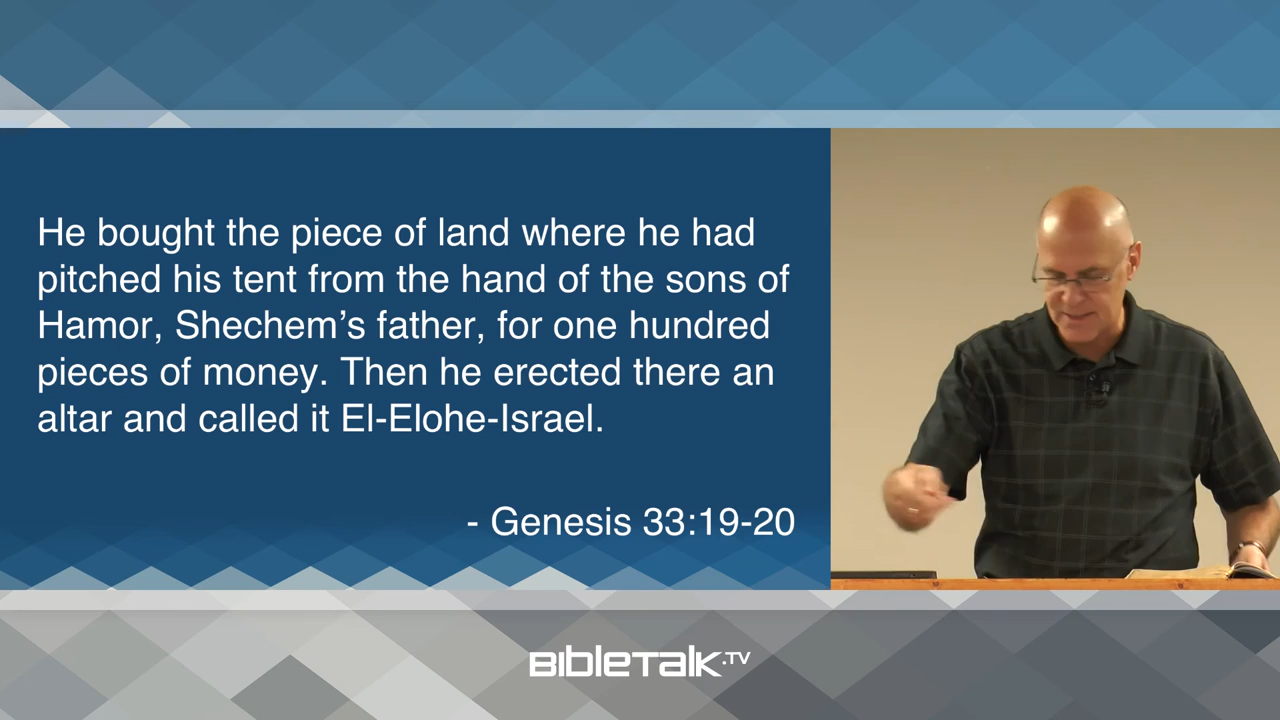 He bought the piece of land where he had
pitched his tent from the hand of the sons of
Hamor, Shechem’s father, for one hundred
pieces of money. Then he erected there an
altar and called it El-Elohe-Israel.
- Genesis 33:19-20
BIBLETALK.TV